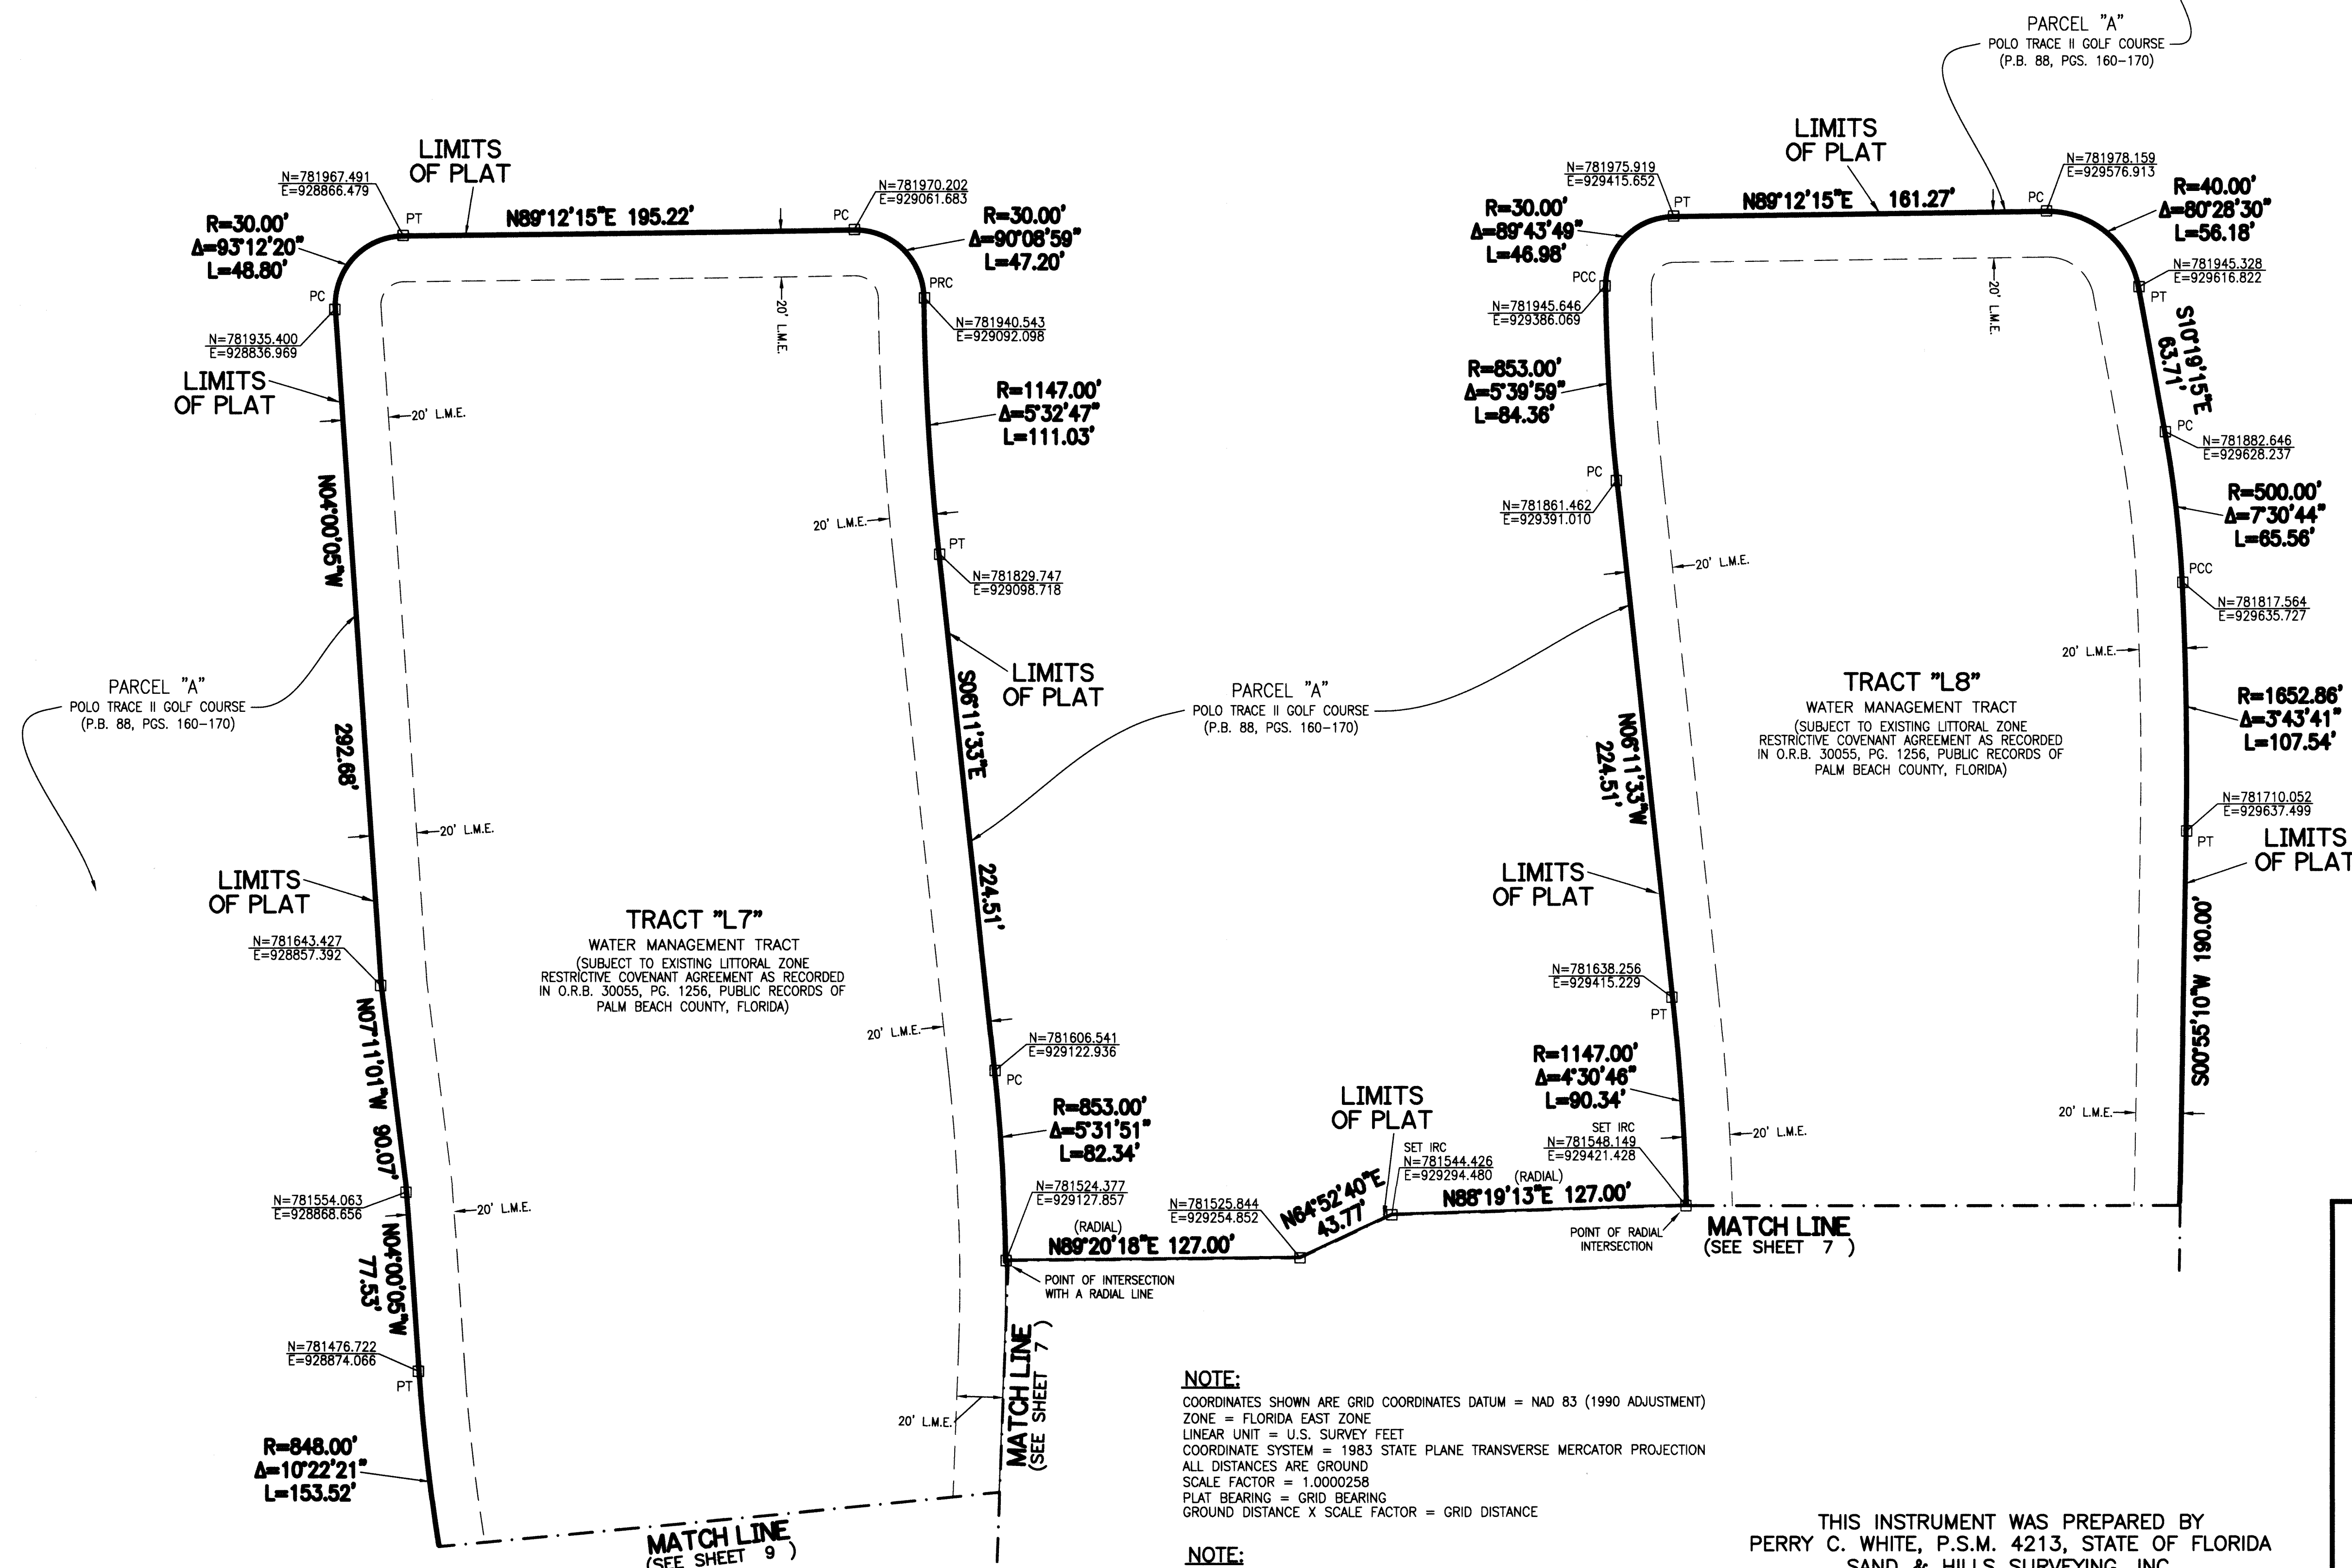 PARCEL "A"
POLO TRACE II GOLF COURSE
(P.B. 88, PGS. 160-170)
LIMITS
OF PLAT
N=781967.491
E=928866.479
PT
N89°12'15"E 195.22'
PC
N=781970.202
E=929061.683
R=30.00'
Δ=93°12'20"
L=48.80'
R=30.00'
Δ=90°08'59"
L=47.20'
PC
N=781935.400
E=928836.969
PRC
N=781940.543
E=929092.098
20' L.M.E.
LIMITS
OF PLAT
20' L.M.E.
R=1147.00'
Δ=5°32'47"
L=111.03'
N04°00'05"W
292.68'
20' L.M.E.
PT
N=781829.747
E=929098.718
LIMITS
OF PLAT
S06°11'33"E
224.51'
PARCEL "A"
POLO TRACE II GOLF COURSE
(P.B. 88, PGS. 160-170)
20' L.M.E.
LIMITS
OF PLAT
N=781643.427
E=928857.392
TRACT "L7"
WATER MANAGEMENT TRACT
(SUBJECT TO EXISTING LITTORAL ZONE
RESTRICTIVE COVENANT AGREEMENT AS RECORDED
IN O.R.B. 30055, PG. 1256, PUBLIC RECORDS OF
PALM BEACH COUNTY, FLORIDA)
N07°11'01"W 90.07'
20' L.M.E.
N=781606.541
E=929122.936
PC
R=853.00'
Δ=5°31'51"
L=82.34'
N=781554.063
E=928868.656
20' L.M.E.
N04°00'05"W
77.53'
N=781476.722
E=928874.066
PT
R=848.00'
Δ=10°22'21"
L=153.52'
20' L.M.E.
MATCH LINE
(SEE SHEET 9 )
MATCH LINE
(SEE SHEET 7 )
N=781524.377
E=929127.857
(RADIAL)
N89°20'18"E 127.00'
POINT OF INTERSECTION
WITH A RADIAL LINE
N=781525.844
E=929254.852
N64°52'40"E
43.77'
LIMITS
OF PLAT
SET IRC
N=781544.426
E=929294.480
(RADIAL)
N88°19'13"E 127.00'
SET IRC
N=781548.149
E=929421.428
POINT OF RADIAL
INTERSECTION
MATCH LINE
(SEE SHEET 7 )
PARCEL "A"
POLO TRACE II GOLF COURSE
(P.B. 88, PGS. 160-170)
LIMITS
OF PLAT
N=781975.919
E=929415.652
PT
N89°12'15"E 161.27'
PC
N=781978.159
E=929576.913
R=30.00'
Δ=89°43'49"
L=46.98'
R=40.00'
Δ=80°28'30"
L=56.18'
PCC
N=781945.646
E=929386.069
N=781945.328
E=929616.822
PT
20' L.M.E.
S10°19'15"E
63.71'
R=853.00'
Δ=5°39'59"
L=84.36'
PC
N=781882.646
E=929628.237
PC
N=781861.462
E=929391.010
R=500.00'
Δ=7°30'44"
L=65.56'
20' L.M.E.
PCC
N=781817.564
E=929635.727
20' L.M.E.
TRACT "L8"
WATER MANAGEMENT TRACT
(SUBJECT TO EXISTING LITTORAL ZONE
RESTRICTIVE COVENANT AGREEMENT AS RECORDED
IN O.R.B. 30055, PG. 1256, PUBLIC RECORDS OF
PALM BEACH COUNTY, FLORIDA)
N06°11'33"W
224.51'
R=1652.86'
Δ=3°43'41"
L=107.54'
N=781710.052
E=929637.499
PT
LIMITS
OF PLAT
LIMITS
OF PLAT
N=781638.256
E=929415.229
PT
S00°55'10"W 190.00'
R=1147.00'
Δ=4°30'46"
L=90.34'
20' L.M.E.
20' L.M.E.
NOTE:
COORDINATES SHOWN ARE GRID COORDINATES DATUM = NAD 83 (1990 ADJUSTMENT)
ZONE = FLORIDA EAST ZONE
LINEAR UNIT = U.S. SURVEY FEET
COORDINATE SYSTEM = 1983 STATE PLANE TRANSVERSE MERCATOR PROJECTION
ALL DISTANCES ARE GROUND
SCALE FACTOR = 1.0000258
PLAT BEARING = GRID BEARING
GROUND DISTANCE X SCALE FACTOR = GRID DISTANCE
NOTE:
THIS INSTRUMENT WAS PREPARED BY
PERRY C. WHITE, P.S.M. 4213, STATE OF FLORIDA
SAND & HILLS SURVEYING, INC.